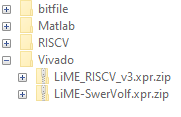 bitfile
Matlab
RISCV
Vivado
LiME_RISCV_v3.xpr.zip
LiME-SwerVolf.xpr.zip